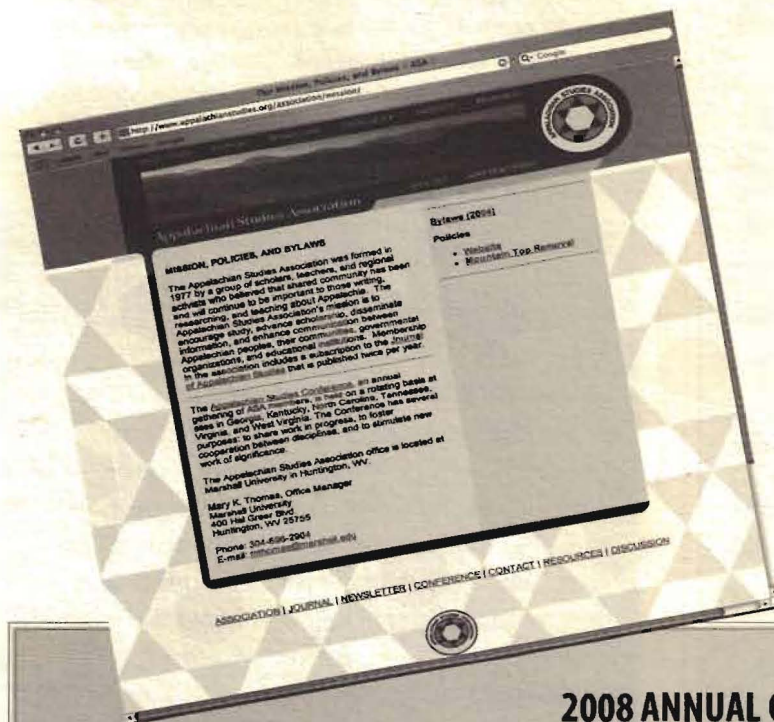 Our Mission, Policies, and Bylaws - ASA
http://www.appalachianstudies.org/association/mission/
Q- Google
APPALACHIAN STUDIES ASSOCIATION
Appalachian Studies Association
MISSION, POLICIES, AND BYLAWS
The Appalachian Studies Association was formed in
1977 by a group of scholars, teachers, and regional
activists who believed that shared community has been
and will continue to be important to those writing,
researching, and teaching about Appalachia. The
Appalachian Studies Association's mission is to
encourage study, advance scholarship, disseminate
information, and enhance communication between
Appalachian peoples, their communities, governmental
organizations, and educational institutions. Membership
in the association includes a subscription to the Journal
of Appalachian Studies that is published twice per year.
The Appalachian Studies Conference, an annual
gathering of ASA members, is held on a rotating basis at
sees in Georgia, Kentucky, North Carolina, Tennessee,
Virginia, and West Virginia. The Conference has several
purposes: to share work in progress, to foster
cooperation between disciplines, and to stimulate new
work of significance.
The Appalachian Studies Association office is located at
Marshall University in Huntington, WV.
Mary K. Thomas, Office Manager
Marshall University
400 Hal Greer Blvd.
Huntington, WV 25755
Phone: 304-696-2904
E-mail: mthomas@marshall.edu
Bylaws (2004)
Policies
• Website
• Mountain Top Removal
ASSOCIATION | JOURNAL | NEWSLETTER | CONFERENCE | CONTACT | RESOURCES | DISCUSSION
2008 ANNUAL